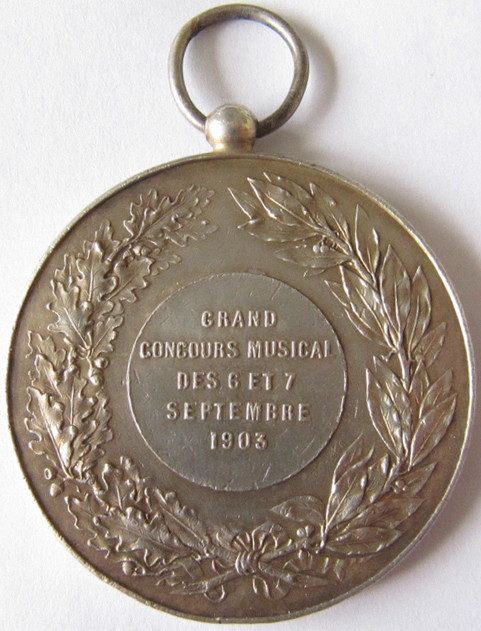 GRAND
CONCOURS MUSICAL
DES 6 ET 7
SEPTEMBRE
1903